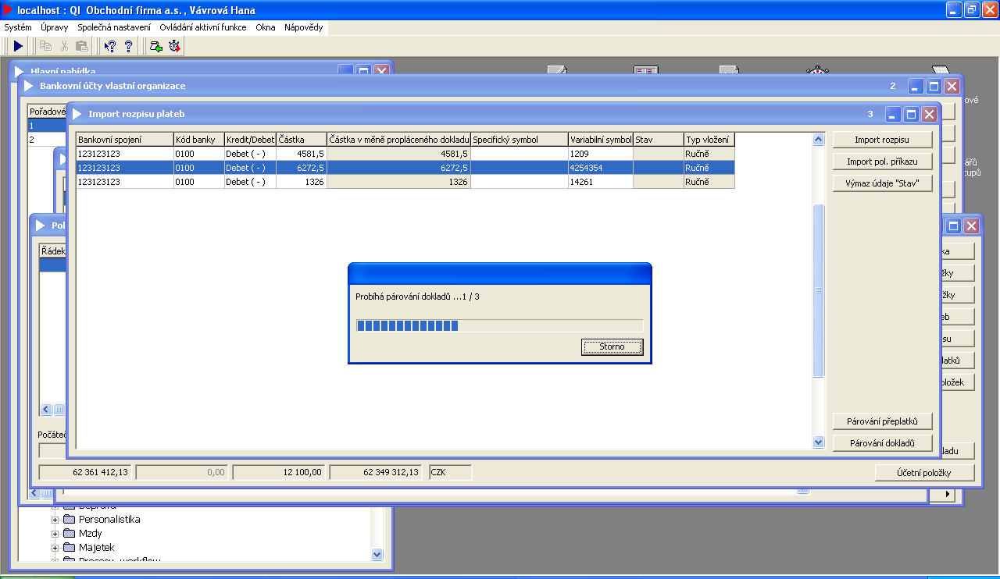 localhost : QI Obchodní firma a.s. , Vávrová Hana
Systém Úpravy Společná nastavení Ovládání aktivní funkce Okna Nápovědy
Hlavní nabídka
Bankovní účty vlastní organizace 2
Pořadové
1
2
Import rozpisu plateb 3
Bankovní spojení Kód banky Kredit/Debet Částka Částka v měně propláceného dokladu Specifický symbol Variabilní symbol Stav Typ vložení
123123123 0100 Debet ( - ) 4581,5 4581,5 1209 Ručně
123123123 0100 Debet ( - ) 6272,5 6272,5 4254354 Ručně
123123123 0100 Debet ( - ) 1326 1326 14261 Ručně
Import rozpisu
Import pol. příkazu
Výmaz údaje "Stav"
Probíhá párování dokladů ...1 / 3
Storno
Párování přeplatků
Párování dokladů
Pol
Řádek
Počáteč
ové
ářů
tupů
ka
žky
žky
eb
su
latků
oložek
ladu
62 361 412,13 0,00 12 100,00 62 349 312,13 CZK
Účetní položky
Personalistika
Mzdy
Majetek